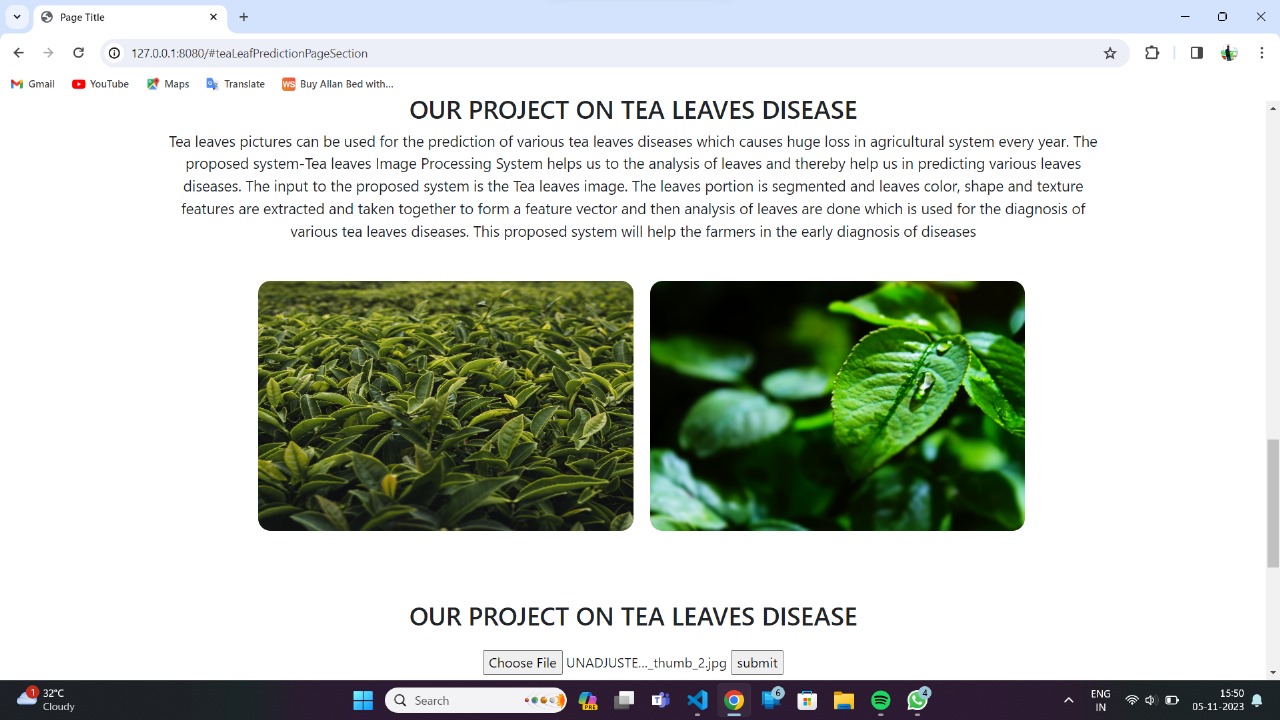 Page Title
127.0.0.1:8080/#teaLeafPredictionPageSection
Gmail YouTube Maps Translate WS Buy Allan Bed with...
OUR PROJECT ON TEA LEAVES DISEASE
Tea leaves pictures can be used for the prediction of various tea leaves diseases which causes huge loss in agricultural system every year. The
proposed system-Tea leaves Image Processing System helps us to the analysis of leaves and thereby help us in predicting various leaves
diseases. The input to the proposed system is the Tea leaves image. The leaves portion is segmented and leaves color, shape and texture
features are extracted and taken together to form a feature vector and then analysis of leaves are done which is used for the diagnosis of
various tea leaves diseases. This proposed system will help the farmers in the early diagnosis of diseases
OUR PROJECT ON TEA LEAVES DISEASE
Choose File UNADJUSTE..._thumb_2.jpg submit
1 32°C Search PRE 6 4 ENG 15:50
Cloudy IN 05-11-2023